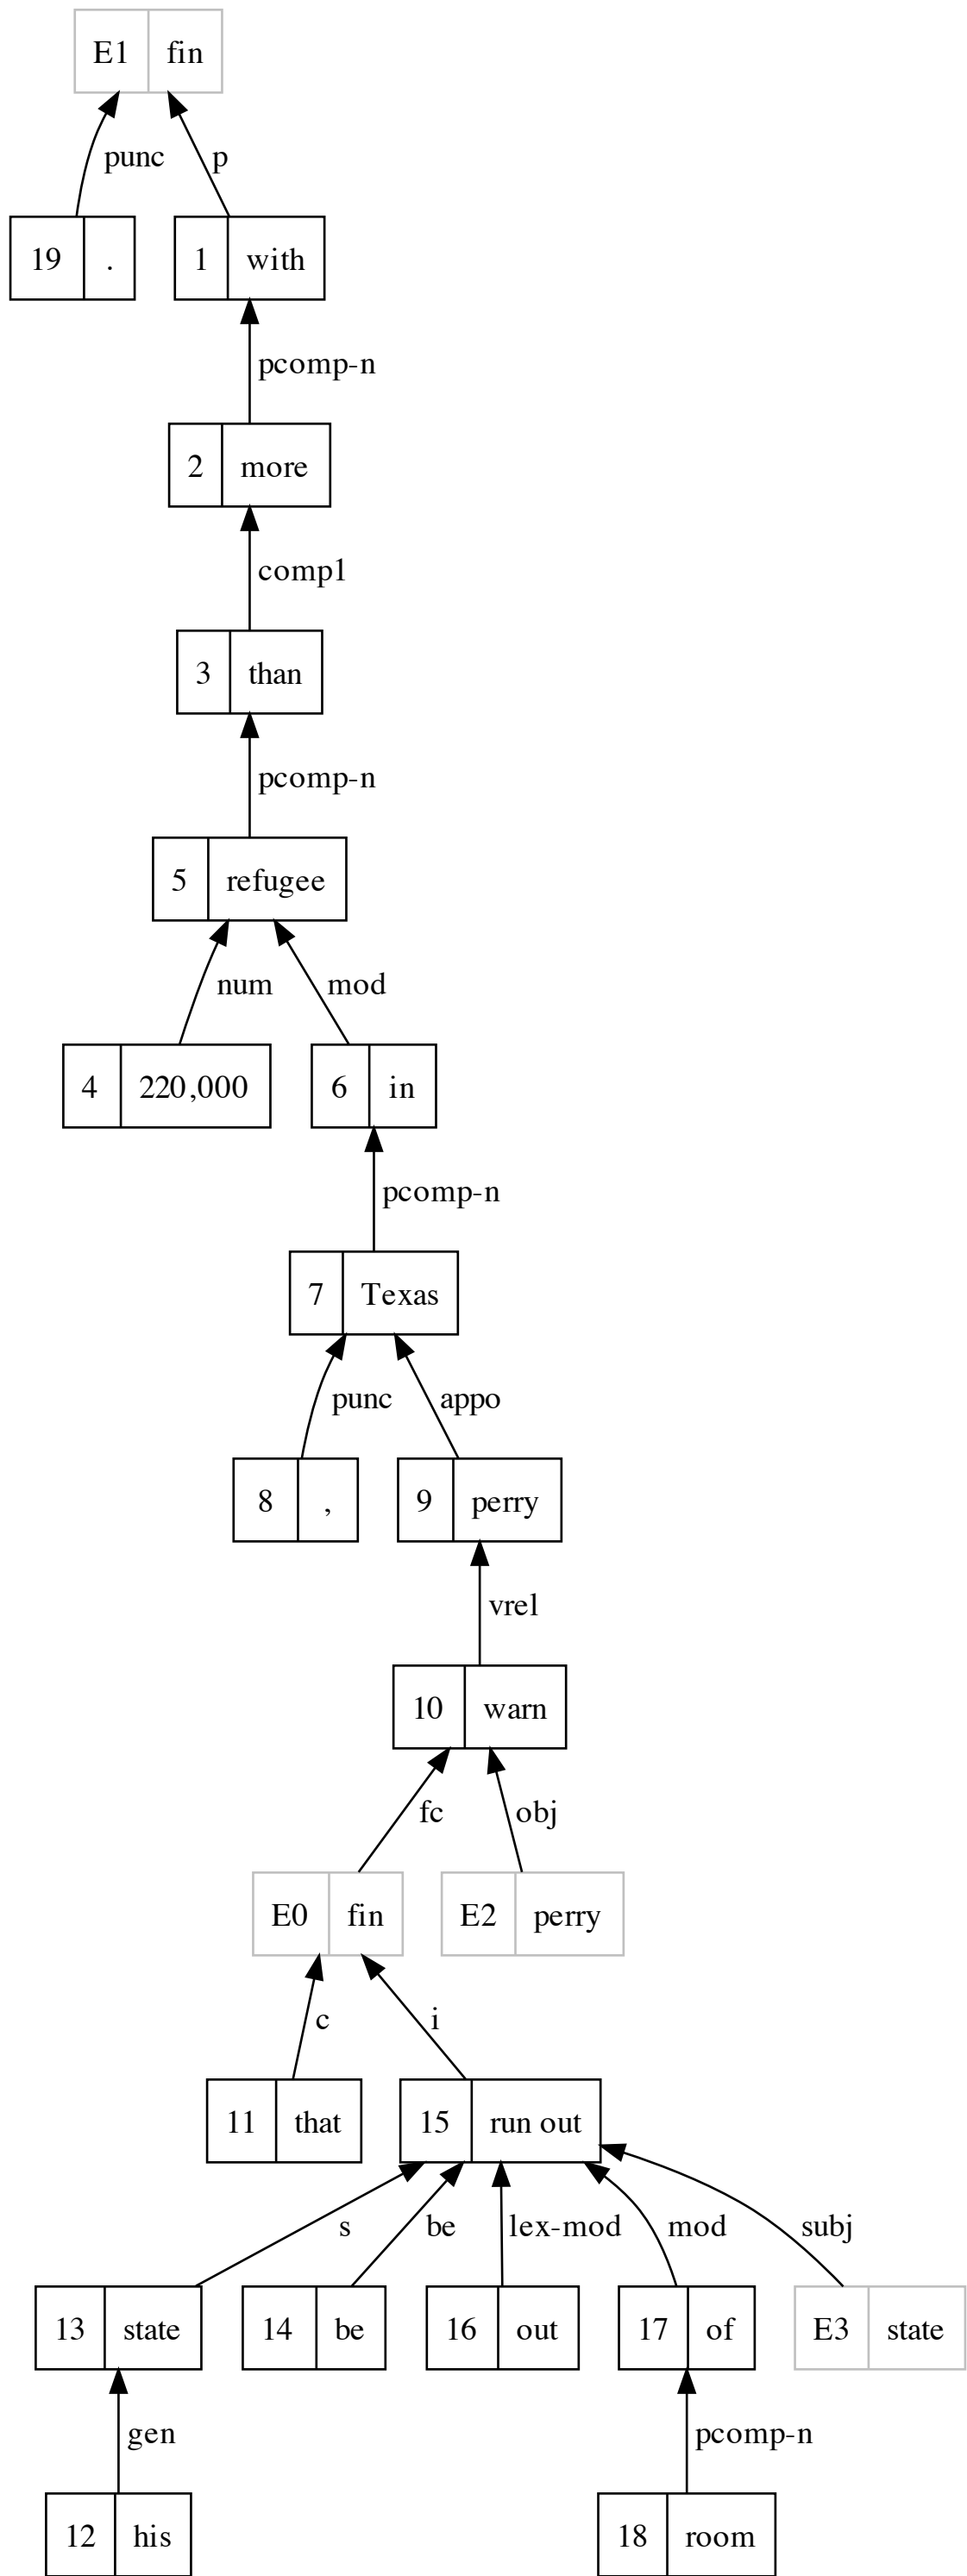 E1 fin
punc p
19 . 1 with
pcomp-n
2 more
comp1
3 than
pcomp-n
5 refugee
num mod
4 220,000 6 in
pcomp-n
7 Texas
punc appo
8 , 9 perry
vrel
10 warn
fc obj
E0 fin E2 perry
c i
11 that 15 run out
s be lex-mod mod subj
13 state 14 be 16 out 17 of E3 state
gen pcomp-n
12 his 18 room